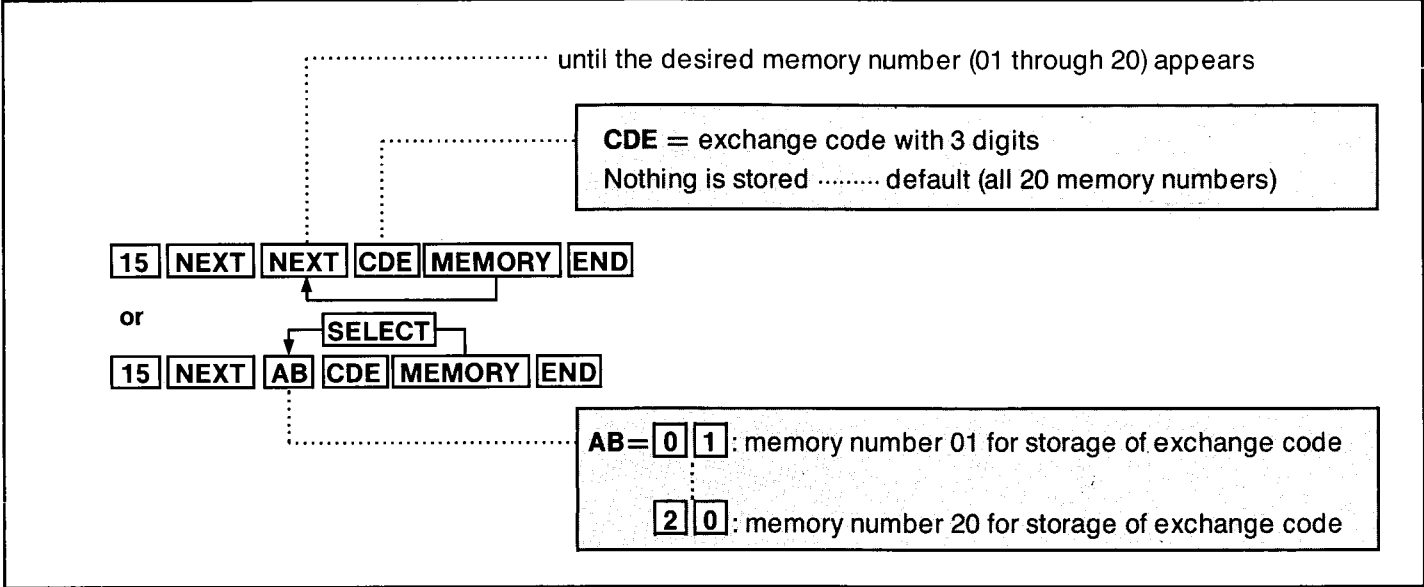 until the desired memory number (01 through 20) appears
CDE = exchange code with 3 digits
Nothing is stored ········· default (all 20 memory numbers)
15 NEXT NEXT CDE MEMORY END
or
SELECT
15 NEXT AB CDE MEMORY END
AB= 0 1 : memory number 01 for storage of exchange code
2 0 : memory number 20 for storage of exchange code